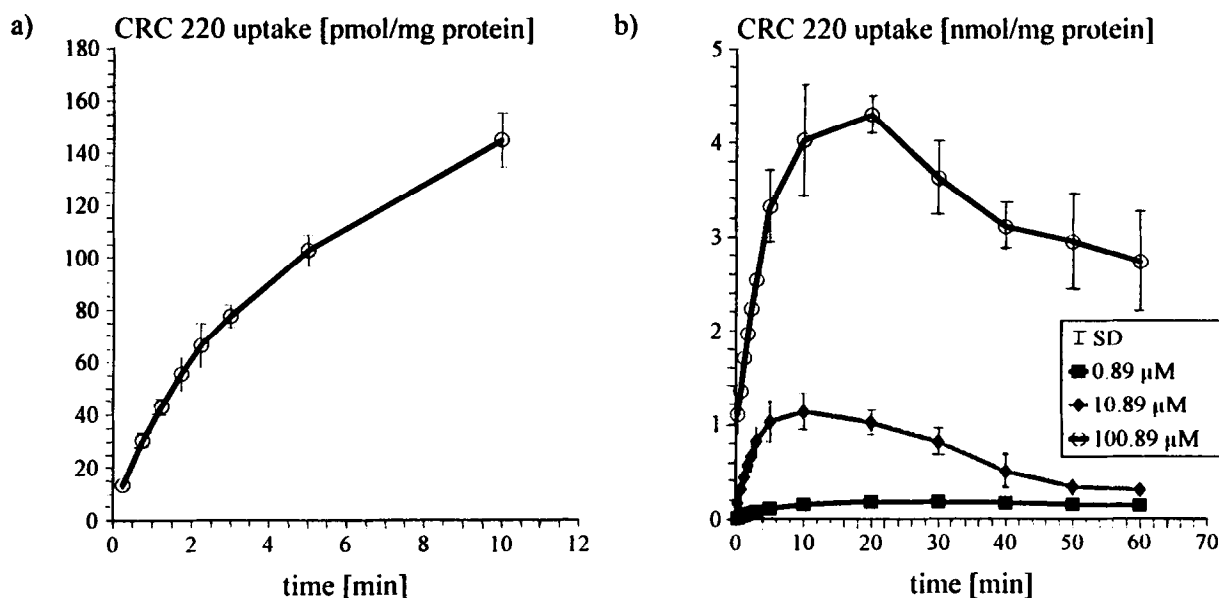 a)
CRC 220 uptake [pmol/mg protein]
180
160
140
120
100
80
60
40
20
0
0 2 4 6 8 10 12
time [min]
b)
CRC 220 uptake [nmol/mg protein]
5
4
3
2
1
0
0 10 20 30 40 50 60 70
time [min]
SD
0.89 µM
10.89 µM
100.89 µM